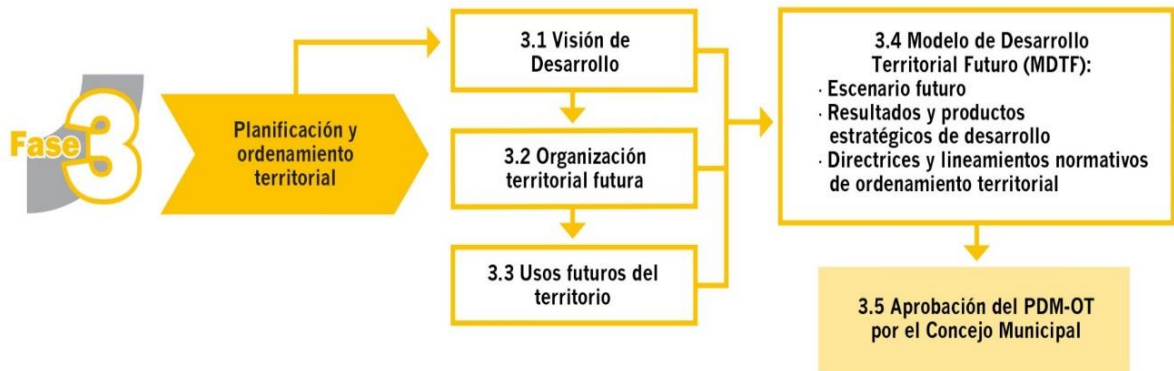 Fase 3
Planificación y
ordenamiento
territorial
3.1 Visión de
Desarrollo
3.2 Organización
territorial futura
3.3 Usos futuros del
territorio
3.4 Modelo de Desarrollo
Territorial Futuro (MDTF):
· Escenario futuro
· Resultados y productos
estratégicos de desarrollo
· Directrices y lineamientos normativos
de ordenamiento territorial
3.5 Aprobación del PDM-OT
por el Concejo Municipal